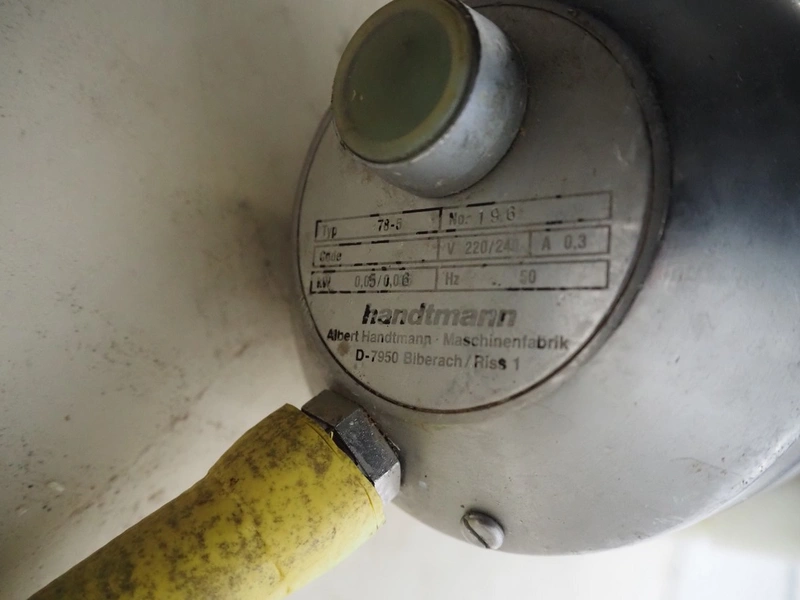 Typ 78-5 No. 196
Code V 220/240 A 0,3
kW 0,05/0,06 Hz 50
handtmann
Albert Handtmann · Maschinenfabrik
D-7950 Biberach/Riss 1